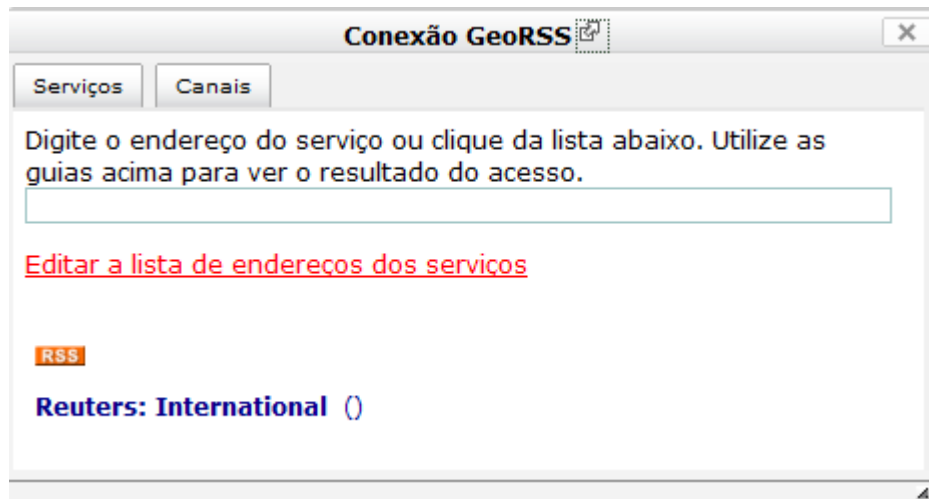 Conexão GeoRSS
Serviços Canais
Digite o endereço do serviço ou clique da lista abaixo. Utilize as
guias acima para ver o resultado do acesso.
Editar a lista de endereços dos serviços
RSS
Reuters: International ()